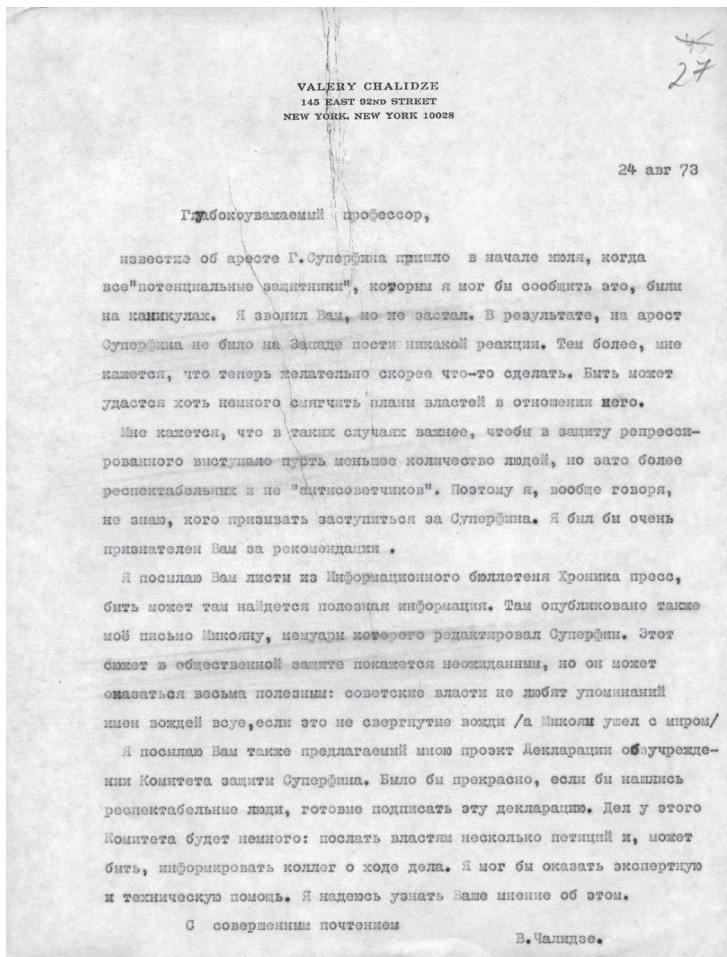 45
27
VALERY CHALIDZE
145 EAST 92ND STREET
NEW YORK, NEW YORK 10028
24 авг 73
Глубокоуважаемый профессор,
известие об аресте Г.Суперфина пришло в начале июля, когда
все"потенциальные защитники", которым я мог бы сообщить это, были
на каникулах. Я звонил Вам, но не застал. В результате, на арест
Суперфина не было на Западе пости никакой реакции. Тем более, мне
кажется, что теперь желательно скорее что-то сделать. Быть может
удастся хоть немного смягчить планы властей в отношении него.
Мне кажется, что в таких случаях важнее, чтобы в защиту репресси-
рованного выступало пусть меньшее количество людей, но зато более
респектабельных и не "антисоветчиков". Поэтому я, вообще говоря,
не знаю, кого призывать заступиться за Суперфина. Я был бы очень
признателен Вам за рекомендации .
Я посылаю Вам листы из Информационного бюллетеня Хроника пресс,
быть может там найдется полезная информация. Там опубликовано также
моё письмо Микояну, мемуары которого редактировал Суперфин. Этот
сюжет в общественной защите покажется неожиданным, но он может
оказаться весьма полезным: советские власти не любят упоминаний
имен вождей всуе,если это не свергнутые вожди /а Микоян ушел с миром/
Я посылаю Вам также предлагаемый мною проэкт Декларации об учрежде-
нии Комитета защиты Суперфина. Было бы прекрасно, если бы нашлись
респектабельные люди, готовые подписать эту декларацию. Дел у этого
Комитета будет немного: послать властям несколько петиций и, может
быть, информировать коллег о ходе дела. Я мог бы оказать экспертную
и техническую помощь. Я надеюсь узнать Ваше мнение об этом.
С совершенным почтением
В.Чалидзе.